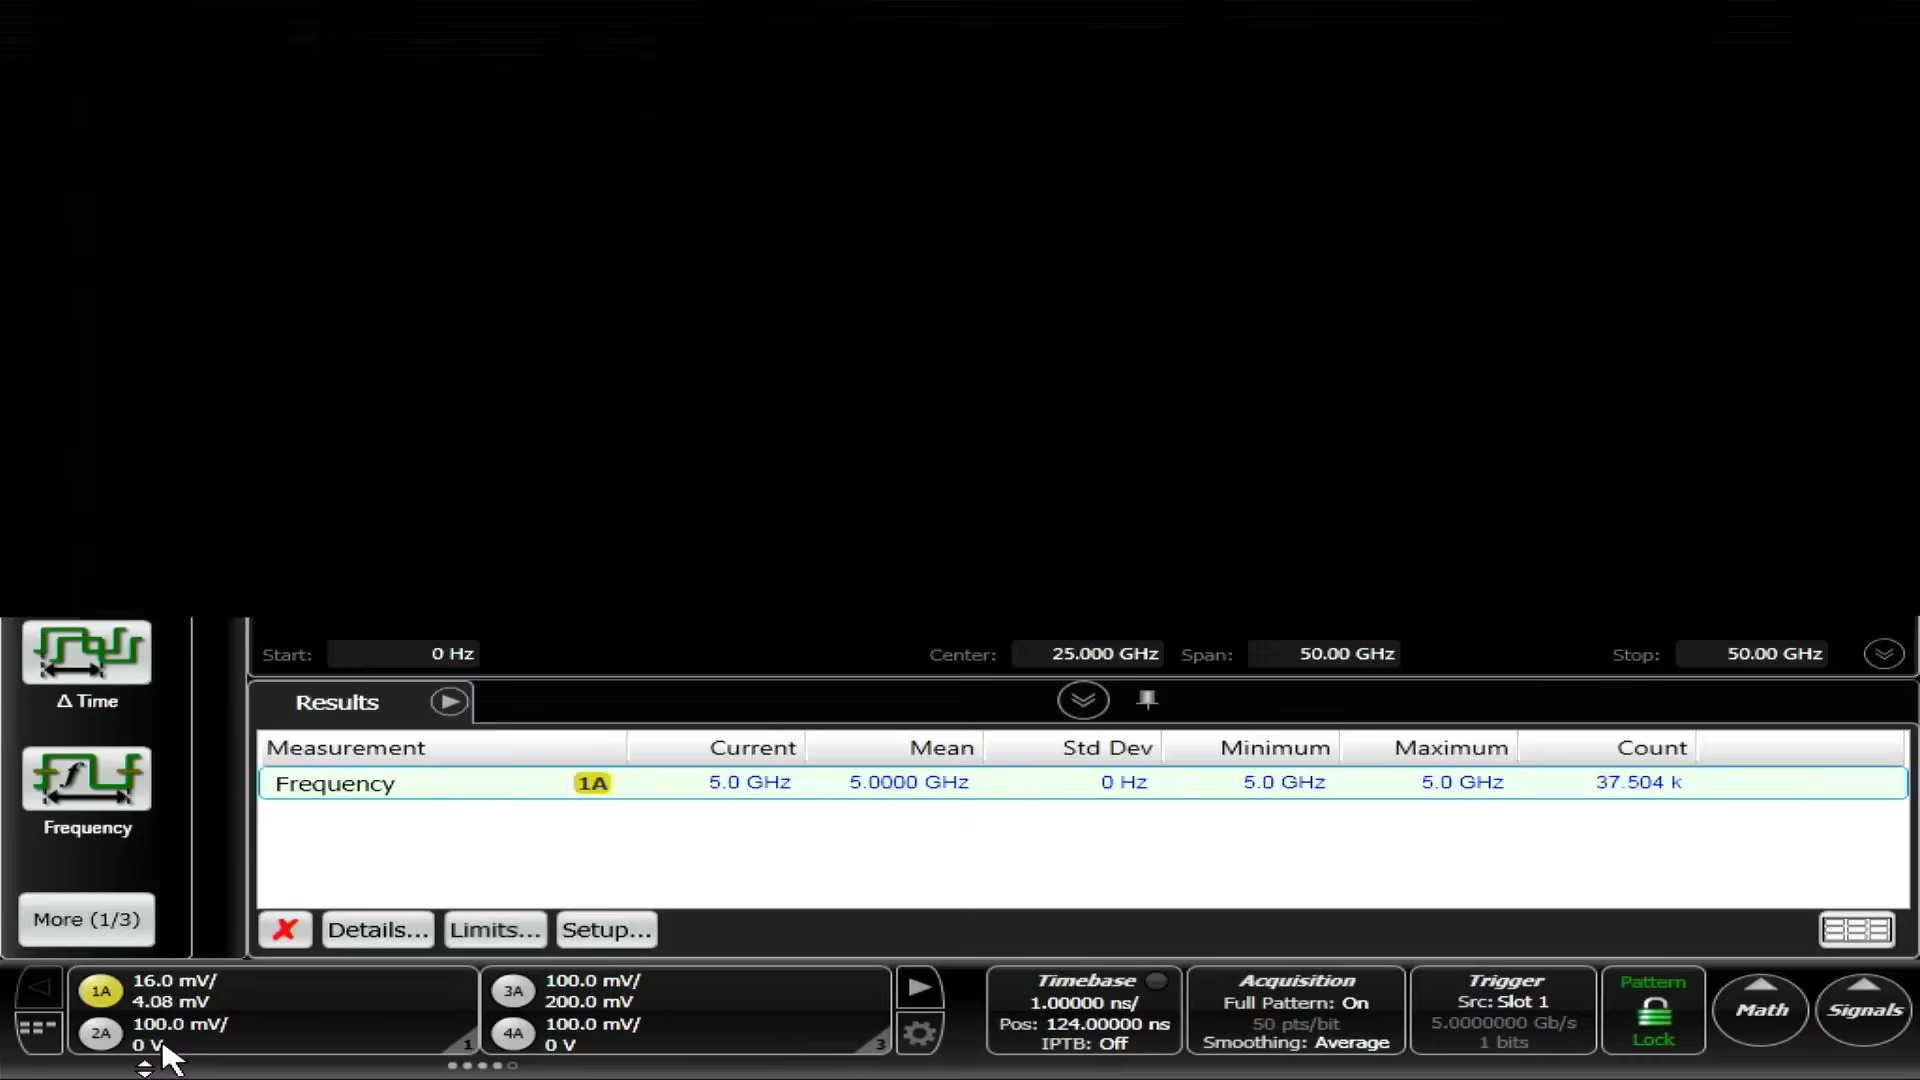 Start: 0 Hz Center: 25.000 GHz Span: 50.00 GHz Stop: 50.00 GHz
Δ Time
Results
Measurement Current Mean Std Dev Minimum Maximum Count
Frequency 1A 5.0 GHz 5.0000 GHz 0 Hz 5.0 GHz 5.0 GHz 37.504 k
f
Frequency
More (1/3)
Details... Limits... Setup...
1A 16.0 mV/
4.08 mV
2A 100.0 mV/
0 V
1
3A 100.0 mV/
200.0 mV
4A 100.0 mV/
0 V
3
Timebase
1.00000 ns/
Pos: 124.00000 ns
IPTB: Off
Acquisition
Full Pattern: On
50 pts/bit
Smoothing: Average
Trigger
Src: Slot 1
5.0000000 Gb/s
1 bits
Pattern
Lock
Math
Signals